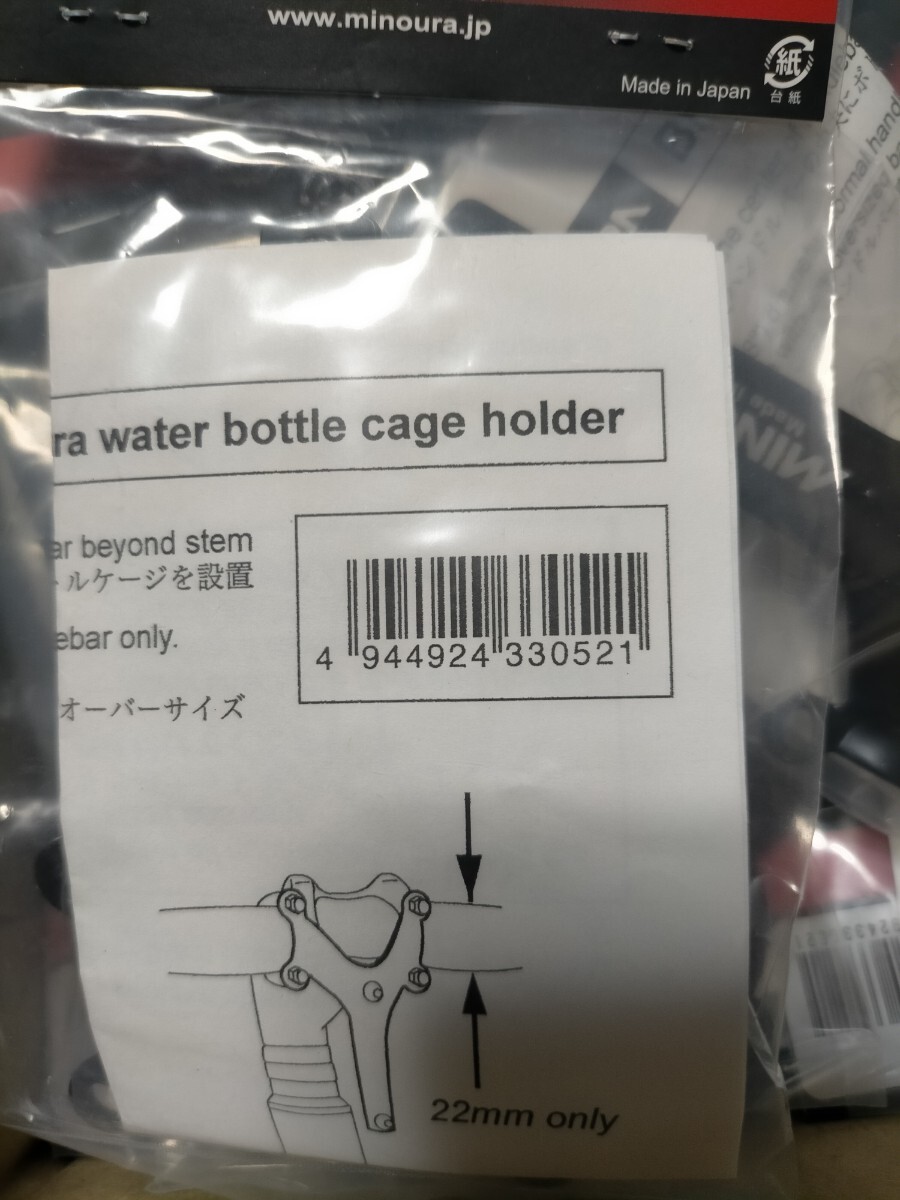 www.minoura.jp
Made in Japan
紙
台紙
ra water bottle cage holder
ar beyond stem
ルケージを設置
ebar only.
オーバーサイズ
4 944924 330521
22mm only
MIN
Made i